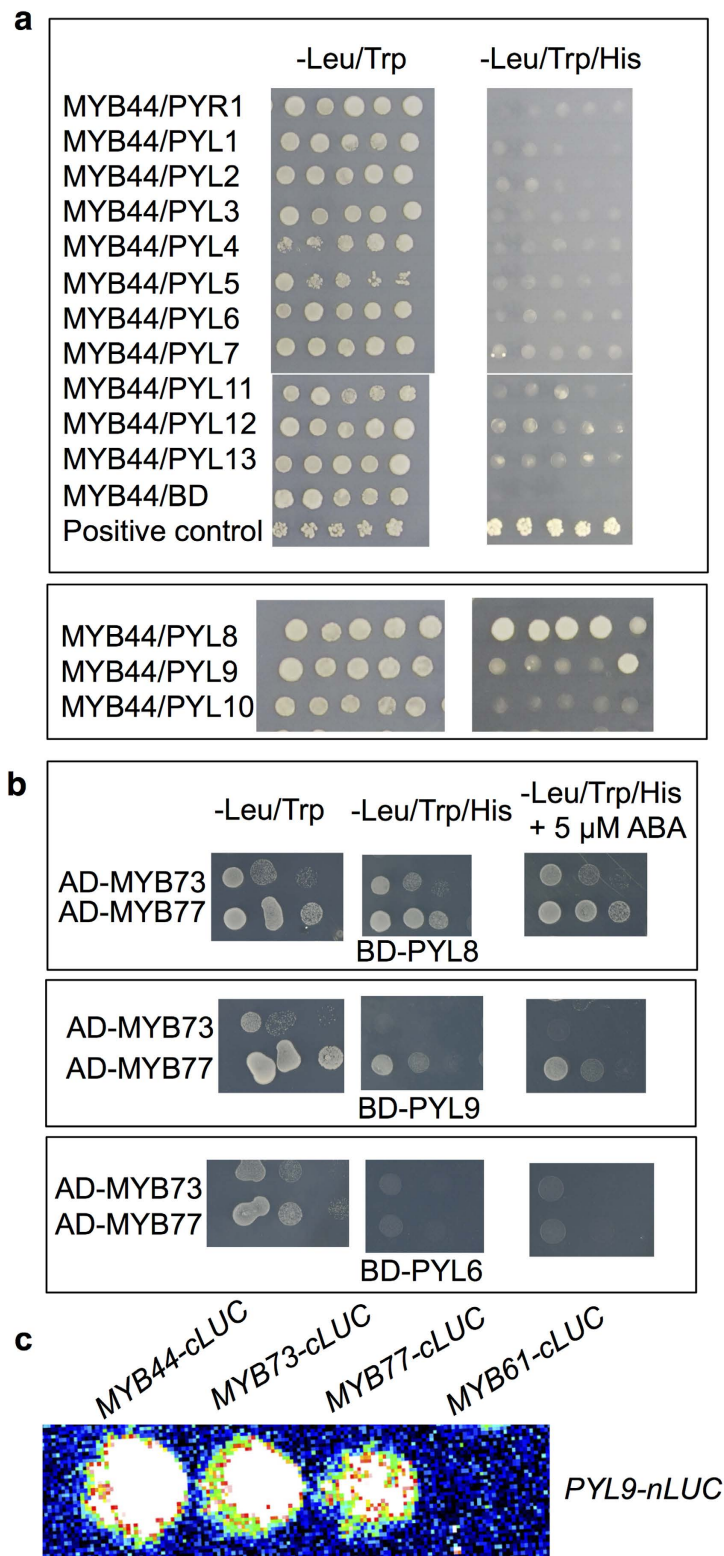 a
-Leu/Trp -Leu/Trp/His
MYB44/PYR1
MYB44/PYL1
MYB44/PYL2
MYB44/PYL3
MYB44/PYL4
MYB44/PYL5
MYB44/PYL6
MYB44/PYL7
MYB44/PYL11
MYB44/PYL12
MYB44/PYL13
MYB44/BD
Positive control
MYB44/PYL8
MYB44/PYL9
MYB44/PYL10
b
-Leu/Trp -Leu/Trp/His -Leu/Trp/His
+ 5 μM ABA
AD-MYB73
AD-MYB77
BD-PYL8
AD-MYB73
AD-MYB77
BD-PYL9
AD-MYB73
AD-MYB77
BD-PYL6
c
MYB44-cLUC MYB73-cLUC MYB77-cLUC MYB61-cLUC
PYL9-nLUC